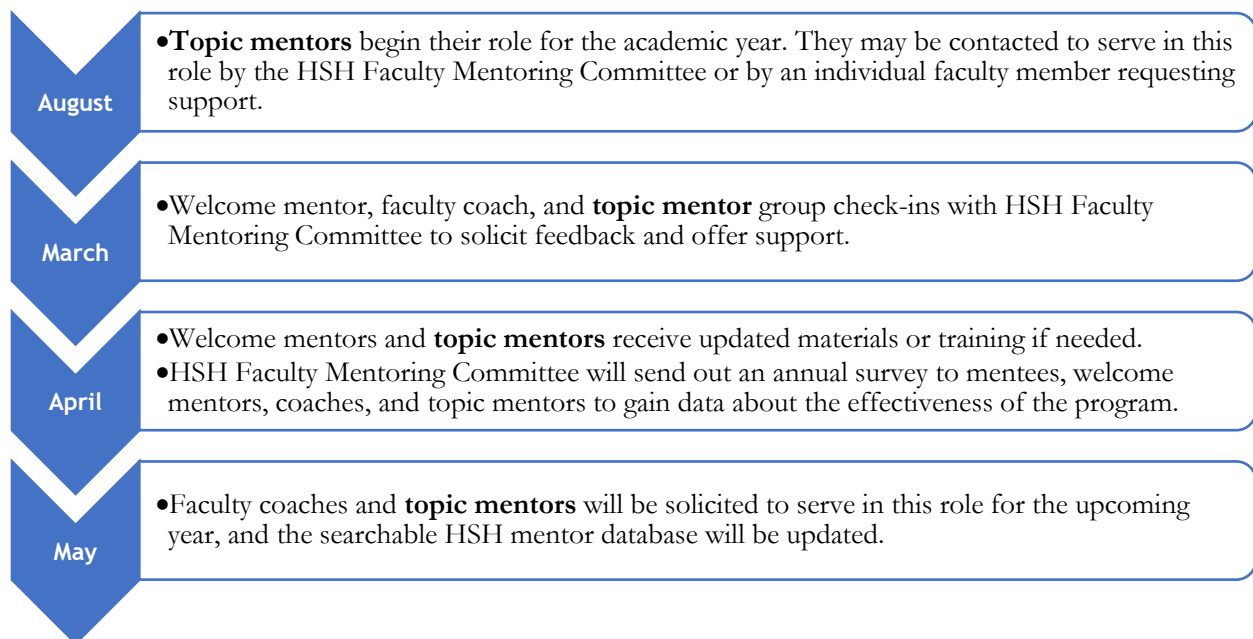 August
•Topic mentors begin their role for the academic year. They may be contacted to serve in this
role by the HSH Faculty Mentoring Committee or by an individual faculty member requesting
support.
March
•Welcome mentor, faculty coach, and topic mentor group check-ins with HSH Faculty
Mentoring Committee to solicit feedback and offer support.
April
•Welcome mentors and topic mentors receive updated materials or training if needed.
•HSH Faculty Mentoring Committee will send out an annual survey to mentees, welcome
mentors, coaches, and topic mentors to gain data about the effectiveness of the program.
May
•Faculty coaches and topic mentors will be solicited to serve in this role for the upcoming
year, and the searchable HSH mentor database will be updated.